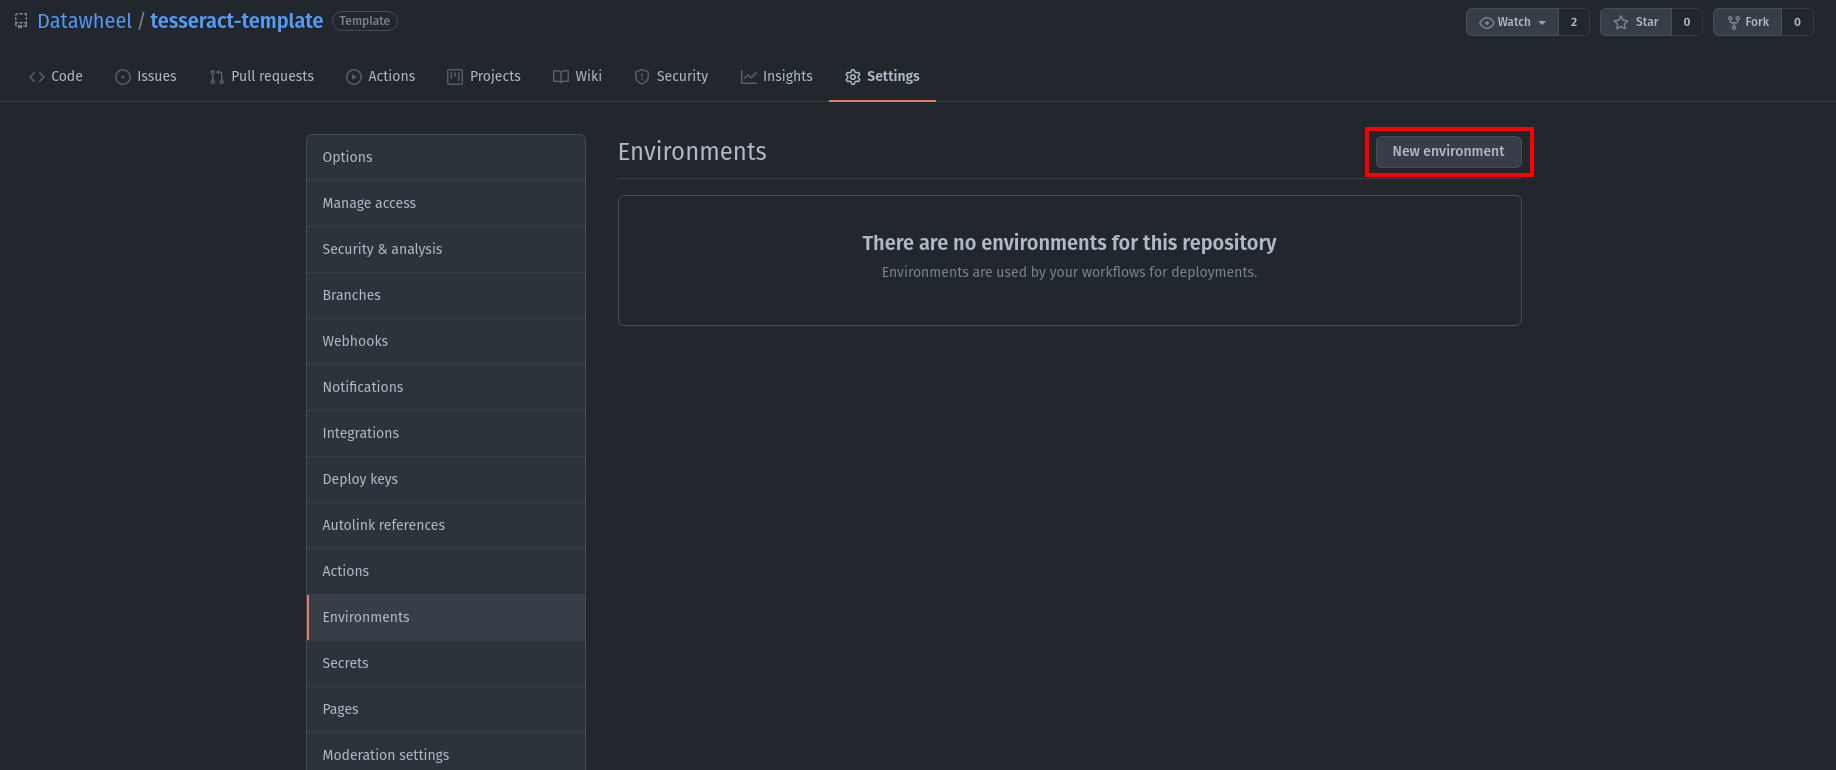 Datawheel / tesseract-template Template Watch 2 Star 0 Fork 0
Code Issues Pull requests Actions Projects Wiki Security Insights Settings
Options
Manage access
Security & analysis
Branches
Webhooks
Notifications
Integrations
Deploy keys
Autolink references
Actions
Environments
Secrets
Pages
Moderation settings
Environments New environment
There are no environments for this repository
Environments are used by your workflows for deployments.